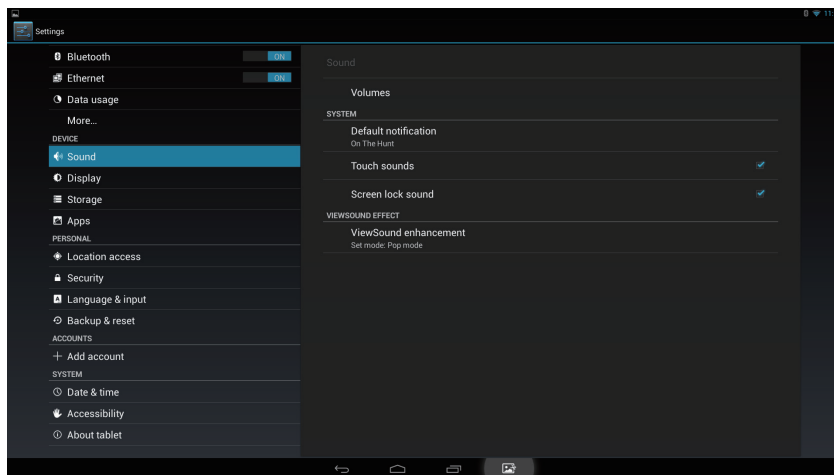 11:
Settings
Bluetooth ON
Ethernet ON
Data usage
More...
DEVICE
Sound
Display
Storage
Apps
PERSONAL
Location access
Security
Language & input
Backup & reset
ACCOUNTS
Add account
SYSTEM
Date & time
Accessibility
About tablet
Sound
Volumes
SYSTEM
Default notification
On The Hunt
Touch sounds
Screen lock sound
VIEWSOUND EFFECT
ViewSound enhancement
Set mode: Pop mode